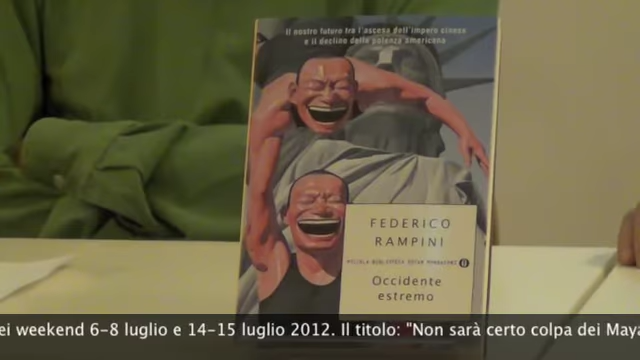 Il nostro futuro tra l'ascesa dell'impero cinese
e il declino della potenza americana
FEDERICO
RAMPINI
PICCOLA BIBLIOTECA OSCAR MONDADORI
Occidente
estremo
ei weekend 6-8 luglio e 14-15 luglio 2012. Il titolo: "Non sarà certo colpa dei Maya